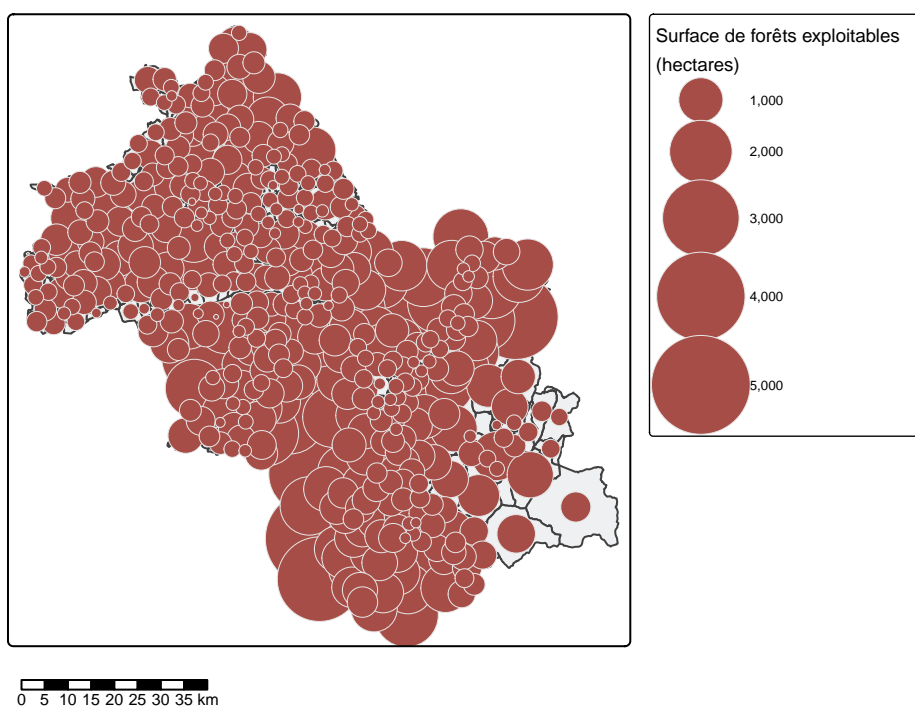 Surface de forêts exploitables
(hectares)
1,000
2,000
3,000
4,000
5,000
0 5 10 15 20 25 30 35 km